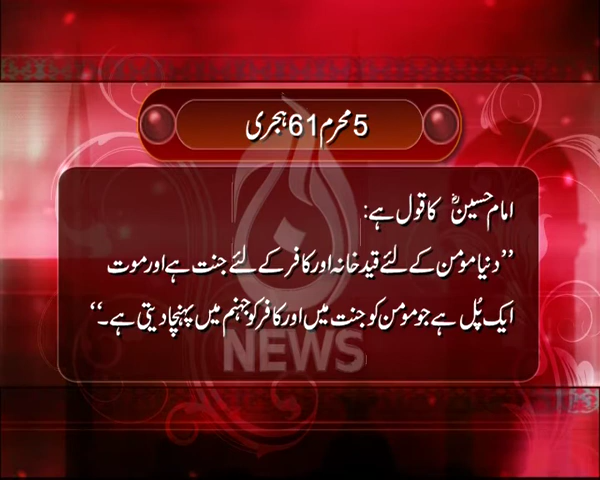 5 محرم 61 ہجری
امام حسینؓ کا قول ہے:
’’دنیا مومن کے لئے قید خانہ اور کافر کے لئے جنت ہے اور موت
ایک پُل ہے جو مومن کو جنت میں اور کافر کو جہنم میں پہنچا دیتی ہے۔‘‘
آج
NEWS